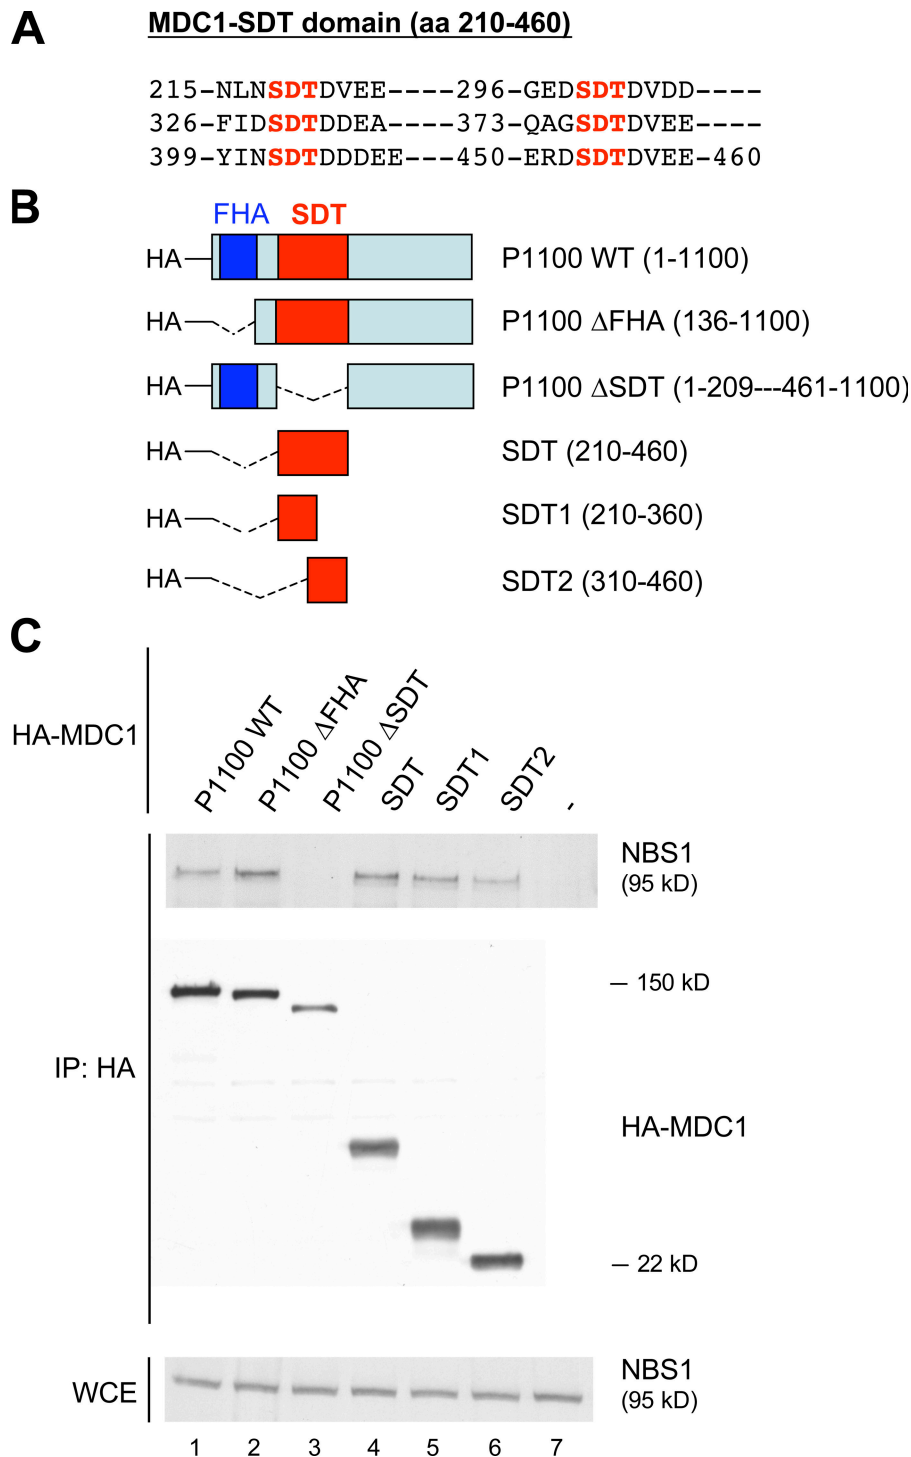 A
MDC1-SDT domain (aa 210-460)
215-NLNSDTDVEE----296-GEDSDTDVDD----
326-FIDSDTDDEA----373-QAGSDTDVEE----
399-YINSDTDDDEE---450-ERDSDTDVEE-460
B
FHA SDT
HA P1100 WT (1-1100)
HA P1100 ΔFHA (136-1100)
HA P1100 ΔSDT (1-209---461-1100)
HA SDT (210-460)
HA SDT1 (210-360)
HA SDT2 (310-460)
C
HA-MDC1
P1100 WT
P1100 ΔFHA
P1100 ΔSDT
SDT
SDT1
SDT2
-
NBS1
(95 kD)
– 150 kD
IP: HA
HA-MDC1
– 22 kD
WCE
NBS1
(95 kD)
1 2 3 4 5 6 7